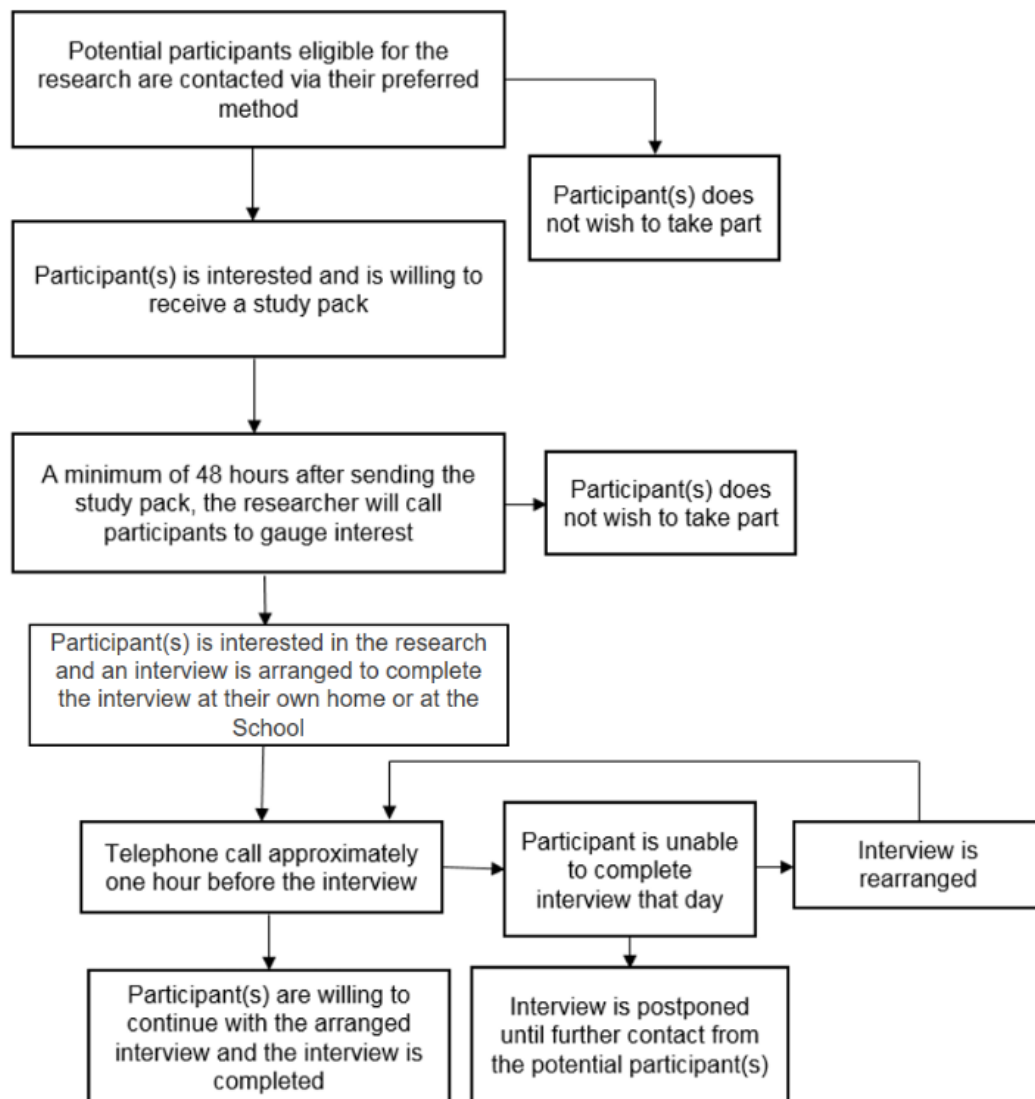 Potential participants eligible for the
research are contacted via their preferred
method
Participant(s) does
not wish to take part
Participant(s) is interested and is willing to
receive a study pack
A minimum of 48 hours after sending the
study pack, the researcher will call
participants to gauge interest
Participant(s) does
not wish to take part
Participant(s) is interested in the research
and an interview is arranged to complete
the interview at their own home or at the
School
Telephone call approximately
one hour before the interview
Participant is unable
to complete
interview that day
Interview is
rearranged
Participant(s) are willing to
continue with the arranged
interview and the interview is
completed
Interview is postponed
until further contact from
the potential participant(s)